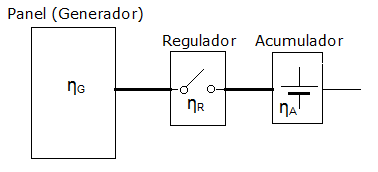 Panel (Generador)
Regulador
Acumulador
ηG
ηR
ηA